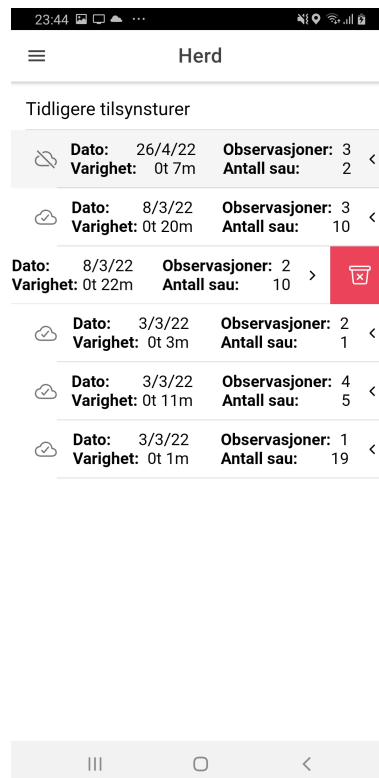 23:44
Herd
Tidligere tilsynsturer
Dato: 26/4/22 Observasjoner: 3
Varighet: 0t 7m Antall sau: 2
Dato: 8/3/22 Observasjoner: 3
Varighet: 0t 20m Antall sau: 10
Dato: 8/3/22 Observasjoner: 2
Varighet: 0t 22m Antall sau: 10
Dato: 3/3/22 Observasjoner: 2
Varighet: 0t 3m Antall sau: 1
Dato: 3/3/22 Observasjoner: 4
Varighet: 0t 11m Antall sau: 5
Dato: 3/3/22 Observasjoner: 1
Varighet: 0t 1m Antall sau: 19